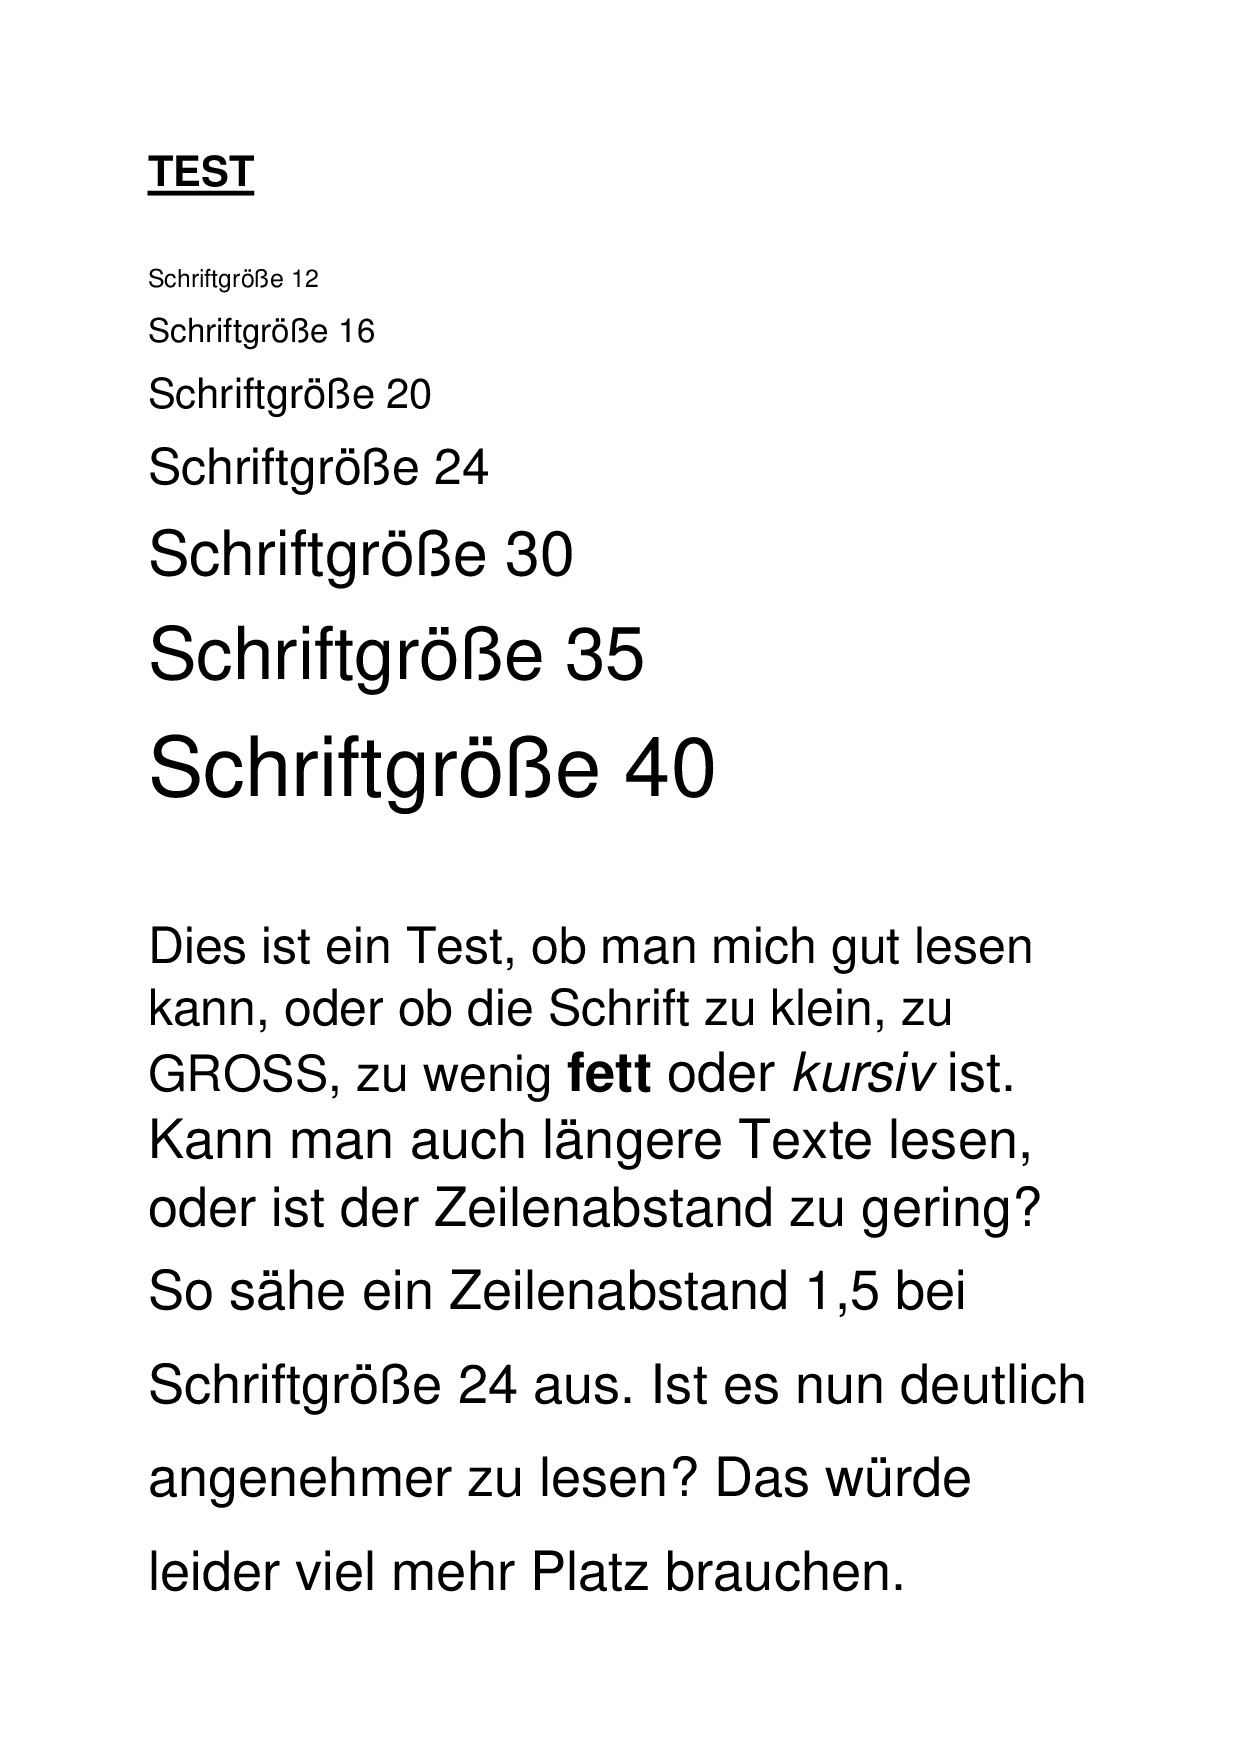 TEST
Schriftgröße 12
Schriftgröße 16
Schriftgröße 20
Schriftgröße 24
Schriftgröße 30
Schriftgröße 35
Schriftgröße 40
Dies ist ein Test, ob man mich gut lesen
kann, oder ob die Schrift zu klein, zu
GROSS, zu wenig fett oder kursiv ist.
Kann man auch längere Texte lesen,
oder ist der Zeilenabstand zu gering?
So sähe ein Zeilenabstand 1,5 bei
Schriftgröße 24 aus. Ist es nun deutlich
angenehmer zu lesen? Das würde
leider viel mehr Platz brauchen.